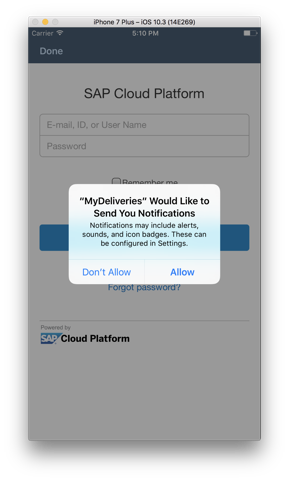 iPhone 7 Plus – iOS 10.3 (14E269)
Carrier 5:10 PM
Done
SAP Cloud Platform
E-mail, ID, or User Name
Password
Remember me
“MyDeliveries” Would Like to
Send You Notifications
Notifications may include alerts,
sounds, and icon badges. These can
be configured in Settings.
Don’t Allow Allow
Forgot password?
Powered by
SAP Cloud Platform